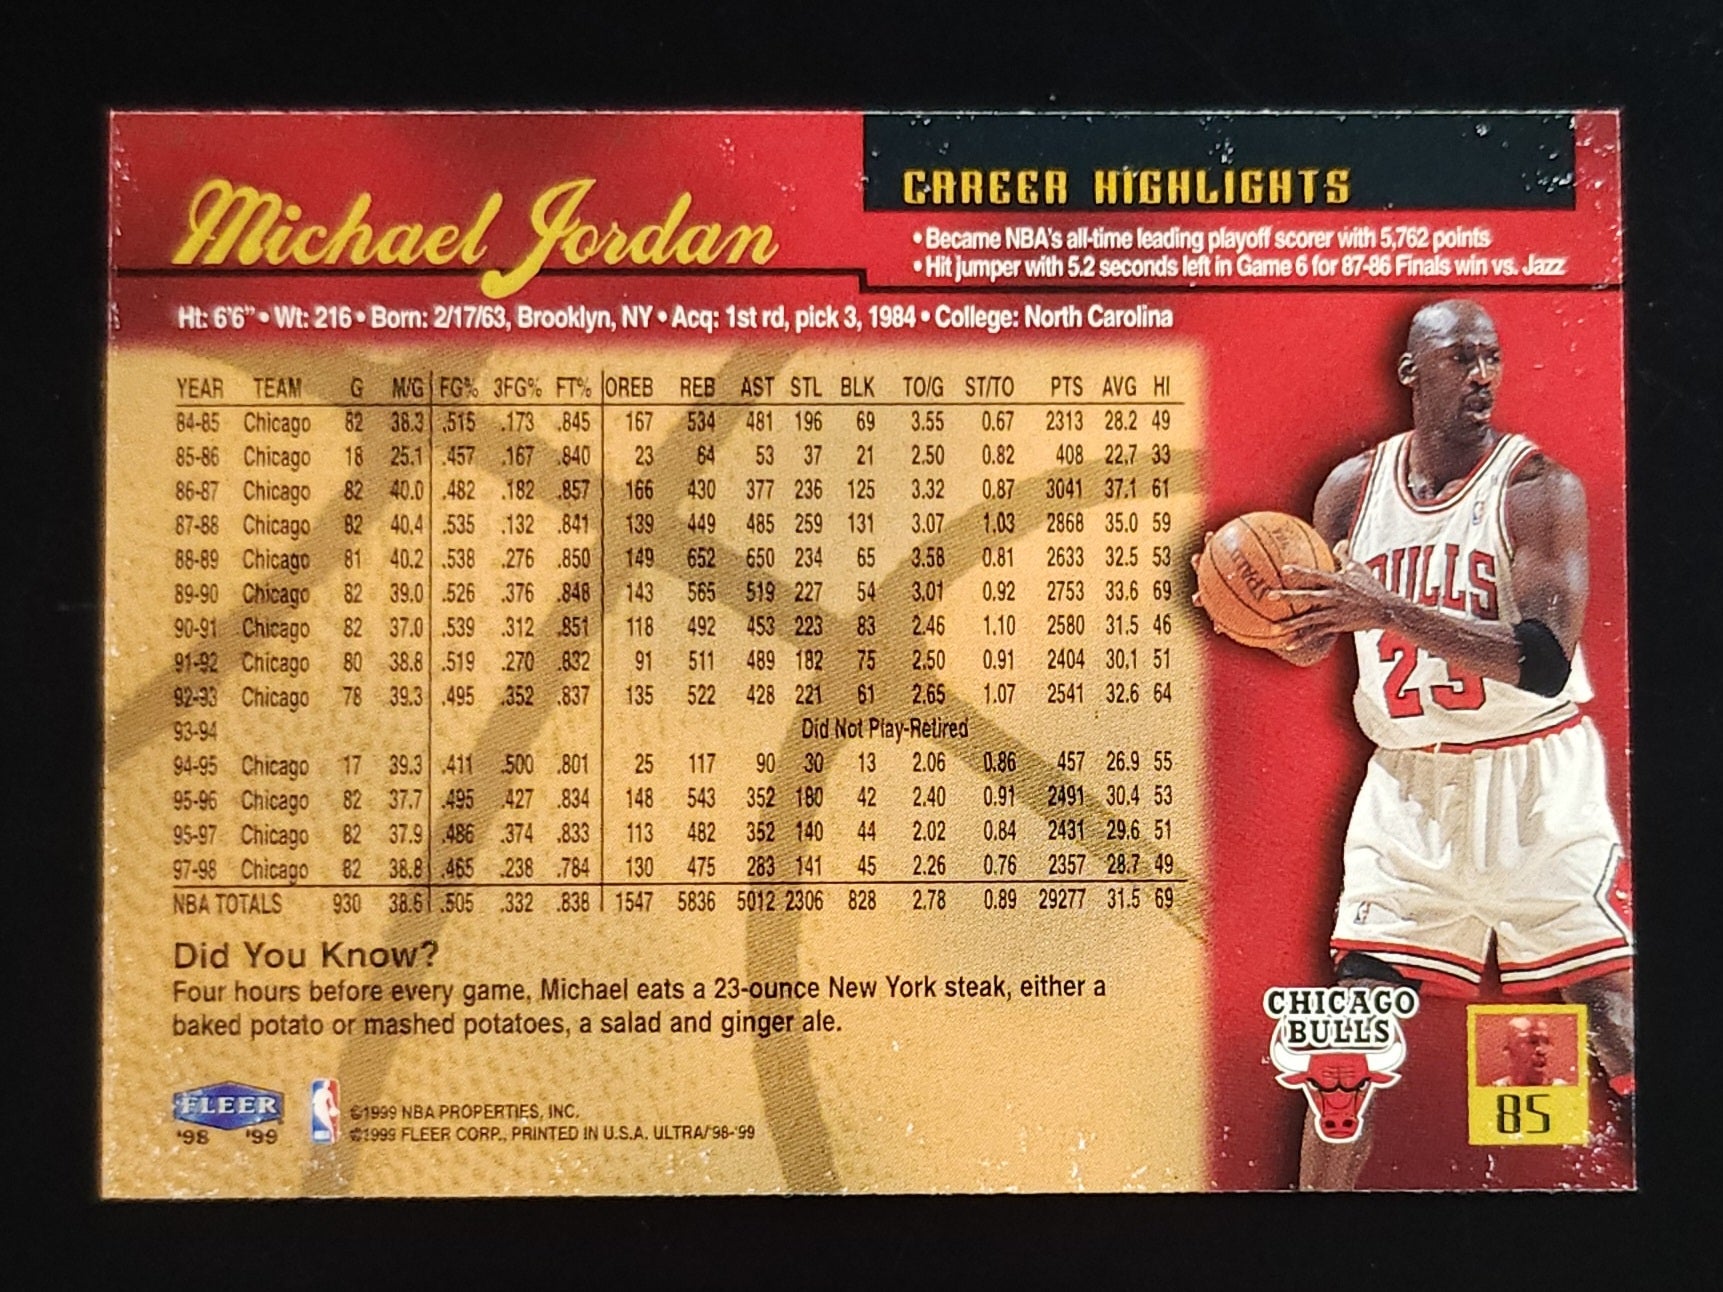 Michael Jordan
CAREER HIGHLIGHTS
• Became NBA's all-time leading playoff scorer with 5,762 points
• Hit jumper with 5.2 seconds left in Game 6 for 87-86 Finals win vs. Jazz
Ht: 6'6" • Wt: 216 • Born: 2/17/63, Brooklyn, NY • Acq: 1st rd, pick 3, 1984 • College: North Carolina
YEAR TEAM G M/G FG% 3FG% FT% OREB REB AST STL BLK TO/G ST/TO PTS AVG HI
84-85 Chicago 82 38.3 .515 .173 .845 167 534 481 196 69 3.55 0.67 2313 28.2 49
85-86 Chicago 18 25.1 .457 .167 .840 23 64 53 37 21 2.50 0.82 408 22.7 33
86-87 Chicago 82 40.0 .482 .182 .857 166 430 377 236 125 3.32 0.87 3041 37.1 61
87-88 Chicago 82 40.4 .535 .132 .841 139 449 485 259 131 3.07 1.03 2868 35.0 59
88-89 Chicago 81 40.2 .538 .276 .850 149 652 650 234 65 3.58 0.81 2633 32.5 53
89-90 Chicago 82 39.0 .526 .376 .848 143 565 519 227 54 3.01 0.92 2753 33.6 69
90-91 Chicago 82 37.0 .539 .312 .851 118 492 453 223 83 2.46 1.10 2580 31.5 46
91-92 Chicago 80 38.8 .519 .270 .832 91 511 489 182 75 2.50 0.91 2404 30.1 51
92-93 Chicago 78 39.3 .495 .352 .837 135 522 428 221 61 2.65 1.07 2541 32.6 64
93-94 Did Not Play-Retired
94-95 Chicago 17 39.3 .411 .500 .801 25 117 90 30 13 2.06 0.86 457 26.9 55
95-96 Chicago 82 37.7 .495 .427 .834 148 543 352 180 42 2.40 0.91 2491 30.4 53
95-97 Chicago 82 37.9 .486 .374 .833 113 482 352 140 44 2.02 0.84 2431 29.6 51
97-98 Chicago 82 38.8 .465 .238 .784 130 475 283 141 45 2.26 0.76 2357 28.7 49
NBA TOTALS 930 38.6 .505 .332 .838 1547 5836 5012 2306 828 2.78 0.89 29277 31.5 69
Did You Know?
Four hours before every game, Michael eats a 23-ounce New York steak, either a
baked potato or mashed potatoes, a salad and ginger ale.
FLEER
'98 '99
©1999 NBA PROPERTIES, INC.
©1999 FLEER CORP., PRINTED IN U.S.A. ULTRA/'98-'99
SPALDING
BULLS
23
CHICAGO
BULLS
85